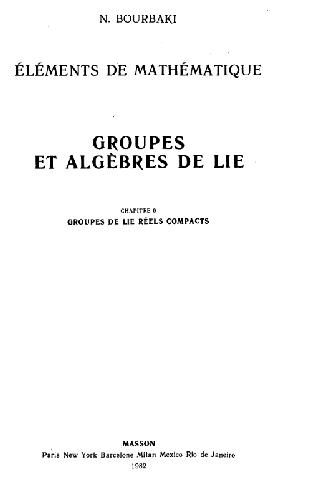 N. BOURBAKI
ÉLÉMENTS DE MATHÉMATIQUE
GROUPES
ET ALGÈBRES DE LIE
CHAPITRE 9
GROUPES DE LIE RÉELS COMPACTS
MASSON
Paris New York Barcelone Milan Mexico Rio de Janeiro
1982